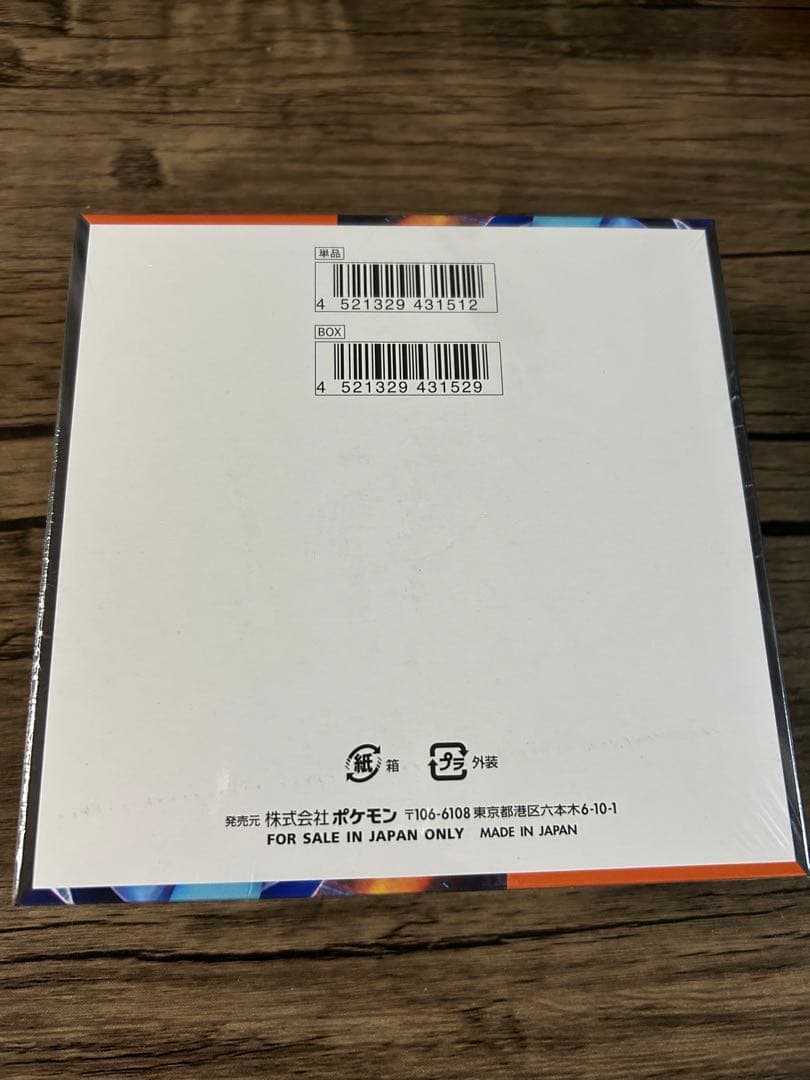 単品
4 521329 431512
BOX
4 521329 431529
紙 箱 プラ 外装
発売元 株式会社 ポケモン 〒106-6108 東京都港区六本木6-10-1
FOR SALE IN JAPAN ONLY MADE IN JAPAN